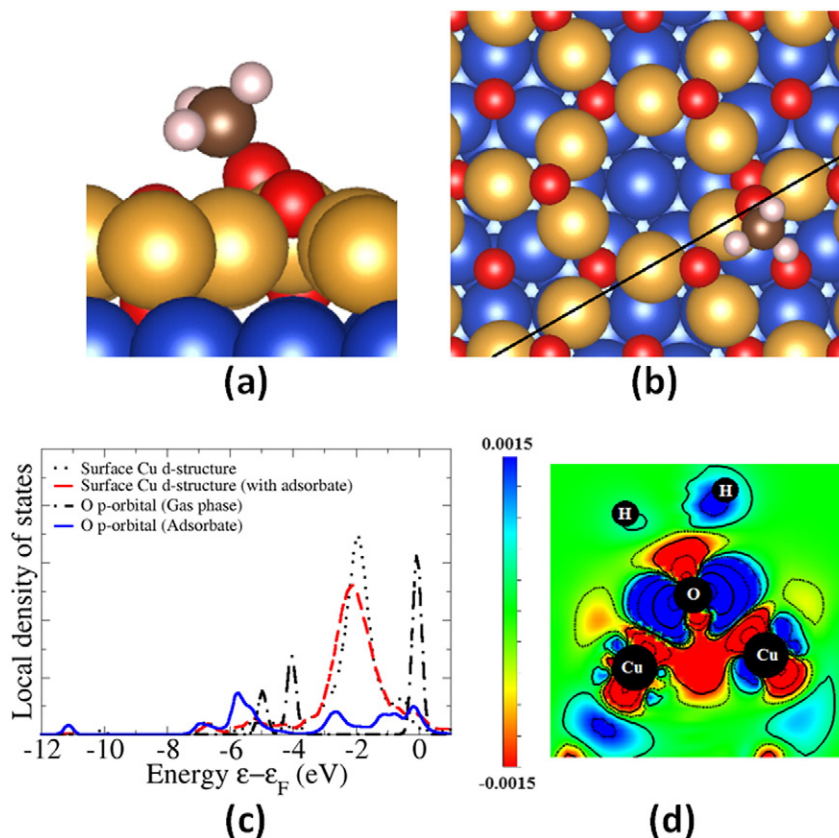 (a)
(b)
Surface Cu d-structure
Surface Cu d-structure (with adsorbate)
O p-orbital (Gas phase)
O p-orbital (Adsorbate)
Local density of states
-12 -10 -8 -6 -4 -2 0
Energy ε-ε_F (eV)
(c)
0.0015
-0.0015
H
H
O
Cu
Cu
(d)